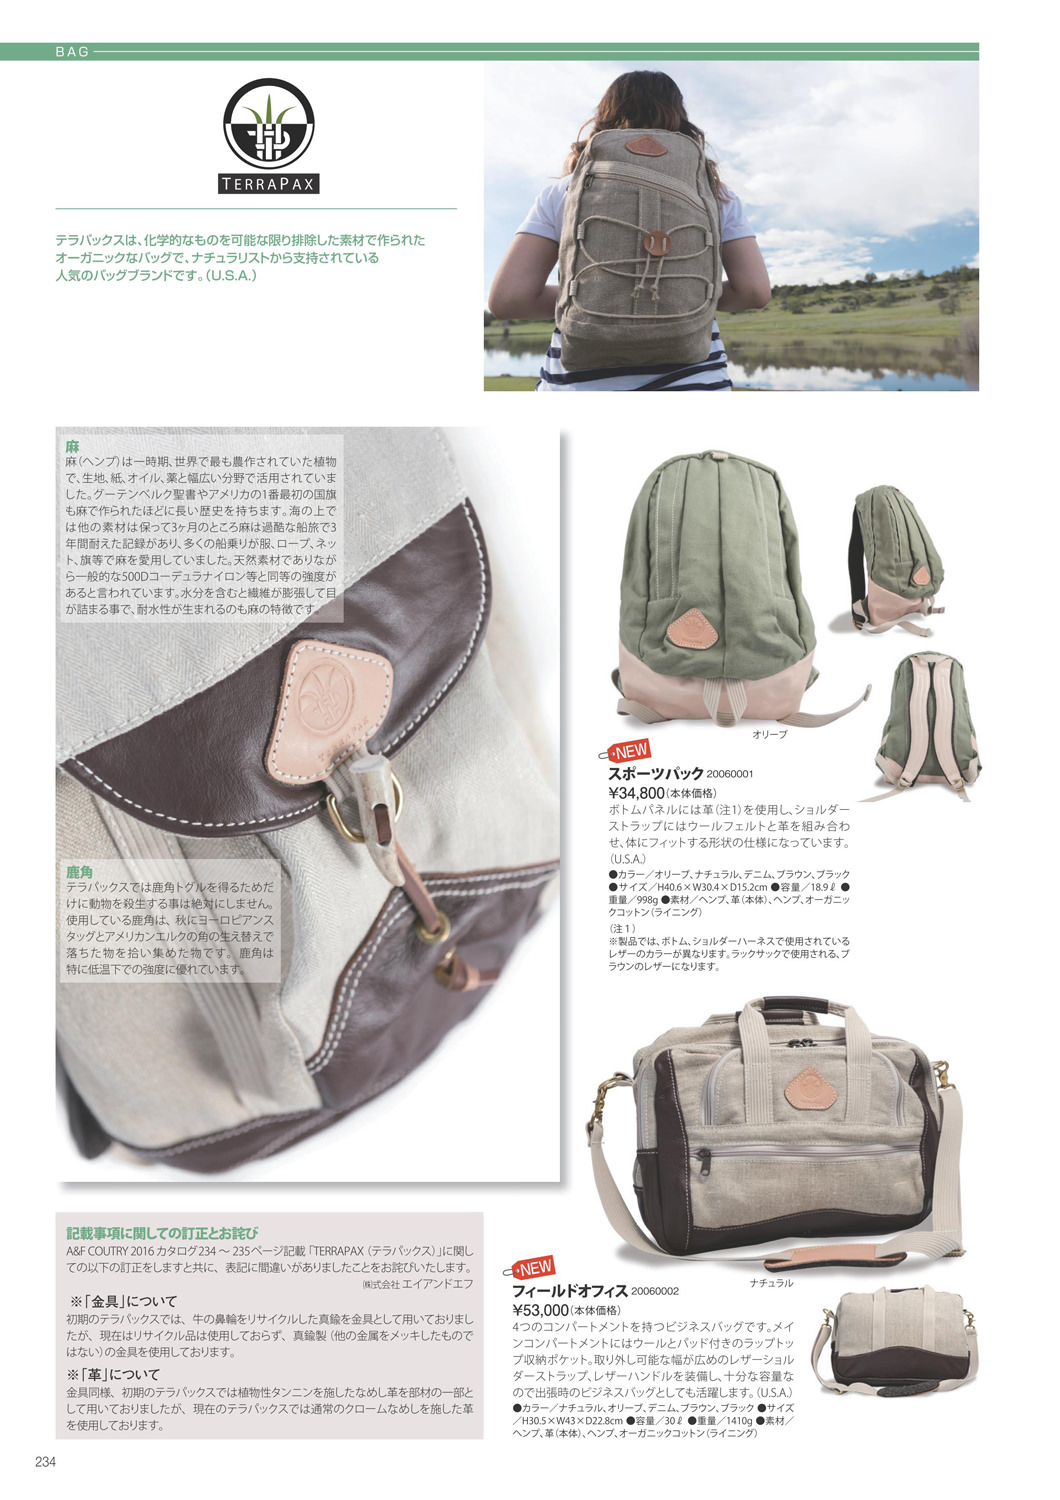 BAG
TERRAPAX
テラパックスは、化学的なものを可能な限り排除した素材で作られた
オーガニックなバッグで、ナチュラリストから支持されている
人気のバッグブランドです。（U.S.A.）
麻
麻（ヘンプ）は一時期、世界で最も農作されていた植物
で、生地、紙、オイル、薬と幅広い分野で活用されていま
した。グーテンベルク聖書やアメリカの1番最初の国旗
も麻で作られたほどに長い歴史を持ちます。海の上で
は他の素材は保って3ヶ月のところ麻は過酷な船旅で3
年間耐えた記録があり、多くの船乗りが服、ロープ、ネッ
ト、旗等で麻を愛用していました。天然素材でありなが
ら一般的な500Dコーデュラナイロン等と同等の強度が
あると言われています。水分を含むと繊維が膨張して目
が詰まる事で、耐水性が生まれるのも麻の特徴です。
TERRAPAX
鹿角
テラパックスでは鹿角トグルを得るためだ
けに動物を殺生する事は絶対にしません。
使用している鹿角は、秋にヨーロピアンス
タッグとアメリカンエルクの角の生え替えで
落ちた物を拾い集めた物です。鹿角は
特に低温下での強度に優れています。
オリーブ
NEW
スポーツパック 20060001
¥34,800（本体価格）
ボトムパネルには革（注1）を使用し、ショルダー
ストラップにはウールフェルトと革を組み合わ
せ、体にフィットする形状の仕様になっています。
（U.S.A.）
●カラー／オリーブ、ナチュラル、デニム、ブラウン、ブラック
●サイズ／H40.6×W30.4×D15.2cm ●容量／18.9ℓ ●
重量／998g ●素材／ヘンプ、革（本体）、ヘンプ、オーガニッ
クコットン（ライニング）
（注１）
※製品では、ボトム、ショルダーハーネスで使用されている
レザーのカラーが異なります。ラックサックで使用される、ブ
ラウンのレザーになります。
ナチュラル
NEW
フィールドオフィス 20060002
¥53,000（本体価格）
4つのコンパートメントを持つビジネスバッグです。メイ
ンコンパートメントにはウールとパッド付きのラップトッ
プ収納ポケット。取り外し可能な幅が広めのレザーショル
ダーストラップ、レザーハンドルを装備し、十分な容量な
ので出張時のビジネスバッグとしても活躍します。（U.S.A.）
●カラー／ナチュラル、オリーブ、デニム、ブラウン、ブラック ●サイズ
／H30.5×W43×D22.8cm ●容量／30ℓ ●重量／1410g ●素材／
ヘンプ、革（本体）、ヘンプ、オーガニックコットン（ライニング）
記載事項に関しての訂正とお詫び
A&F COUTRY 2016 カタログ234 〜 235ページ記載「TERRAPAX（テラパックス）」に関し
ての以下の訂正をしますと共に、表記に間違いがありましたことをお詫びいたします。
㈱式会社 エイアンドエフ
※「金具」について
初期のテラパックスでは、牛の鼻輪をリサイクルした真鍮を金具として用いておりまし
たが、現在はリサイクル品は使用しておらず、真鍮製（他の金属をメッキしたもので
はない）の金具を使用しております。
※「革」について
金具同様、初期のテラパックスでは植物性タンニンを施したなめし革を部材の一部と
して用いておりましたが、現在のテラパックスでは通常のクロームなめしを施した革
を使用しております。
234